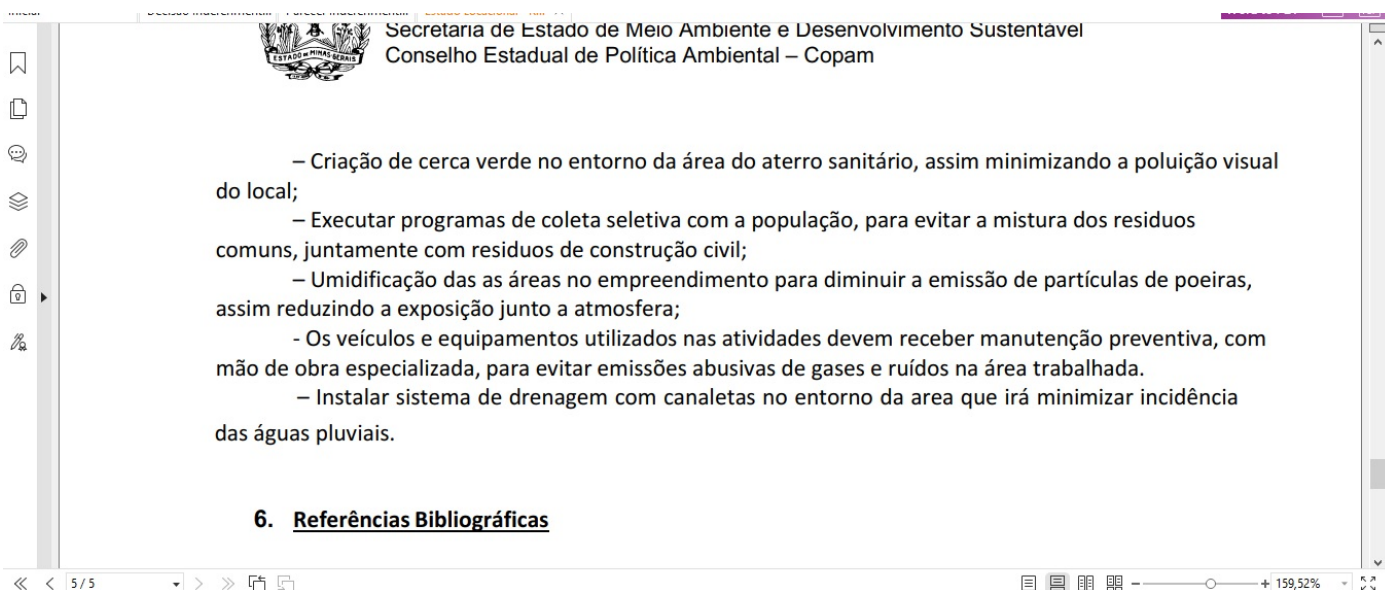 Secretaria de Estado de Meio Ambiente e Desenvolvimento Sustentável
ESTADO DE MINAS GERAIS
Conselho Estadual de Política Ambiental – Copam
– Criação de cerca verde no entorno da área do aterro sanitário, assim minimizando a poluição visual
do local;
– Executar programas de coleta seletiva com a população, para evitar a mistura dos residuos
comuns, juntamente com residuos de construção civil;
– Umidificação das as áreas no empreendimento para diminuir a emissão de partículas de poeiras,
assim reduzindo a exposição junto a atmosfera;
- Os veículos e equipamentos utilizados nas atividades devem receber manutenção preventiva, com
mão de obra especializada, para evitar emissões abusivas de gases e ruídos na área trabalhada.
– Instalar sistema de drenagem com canaletas no entorno da area que irá minimizar incidência
das águas pluviais.
6. Referências Bibliográficas
5 / 5
159,52%